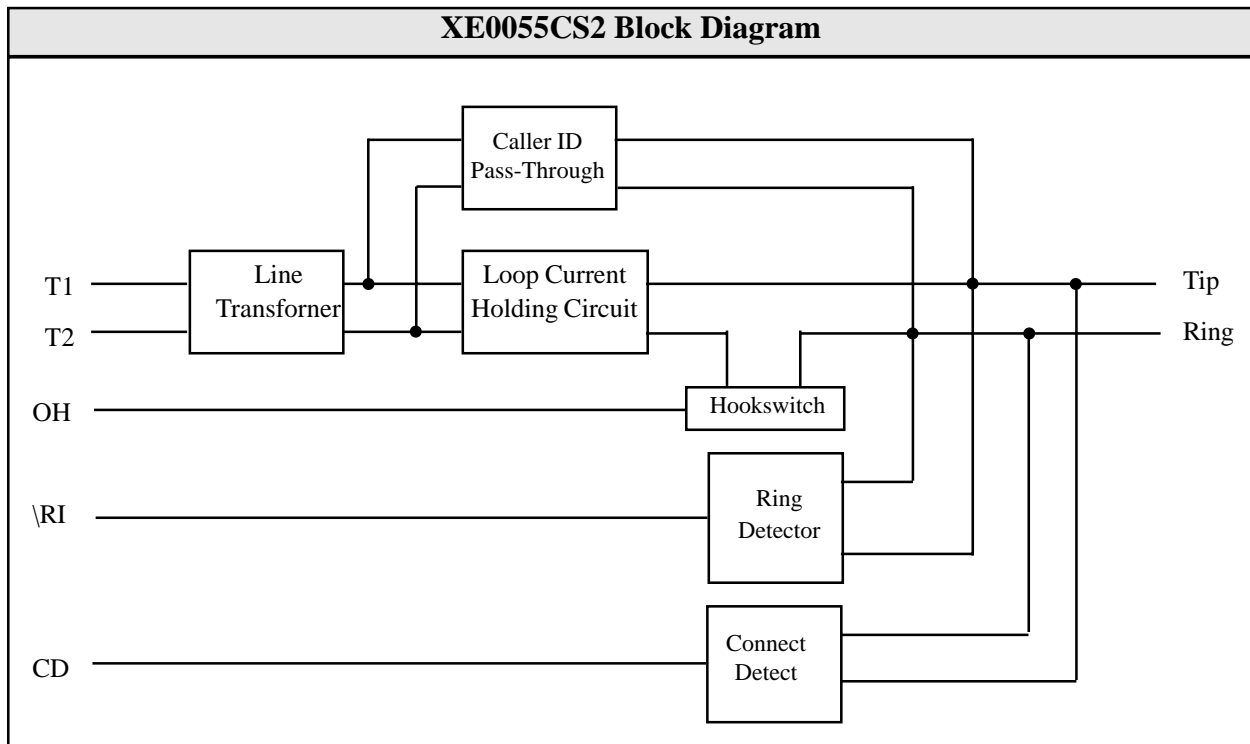 XE0055CS2 Block Diagram
Caller ID
Pass-Through
Line
Transforner
Loop Current
Holding Circuit
T1
T2
Tip
Ring
OH
Hookswitch
\RI
Ring
Detector
CD
Connect
Detect